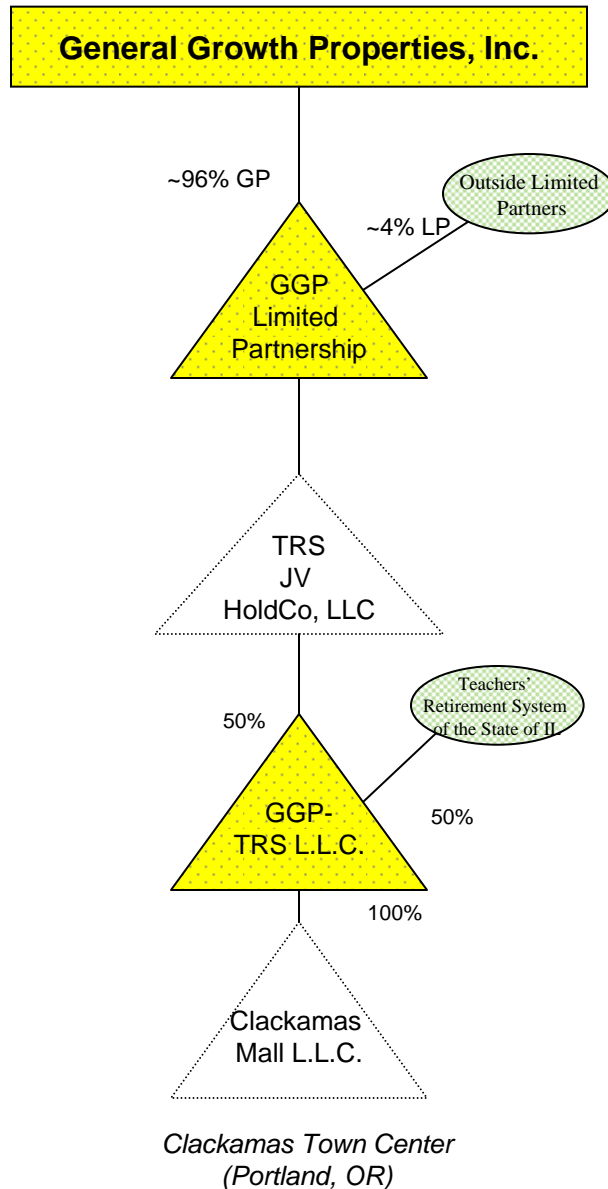 General Growth Properties, Inc.
~96% GP
Outside Limited
Partners
~4% LP
GGP
Limited
Partnership
TRS
JV
HoldCo, LLC
Teachers'
Retirement System
of the State of IL
50%
GGP-
TRS L.L.C.
50%
100%
Clackamas
Mall L.L.C.
Clackamas Town Center
(Portland, OR)